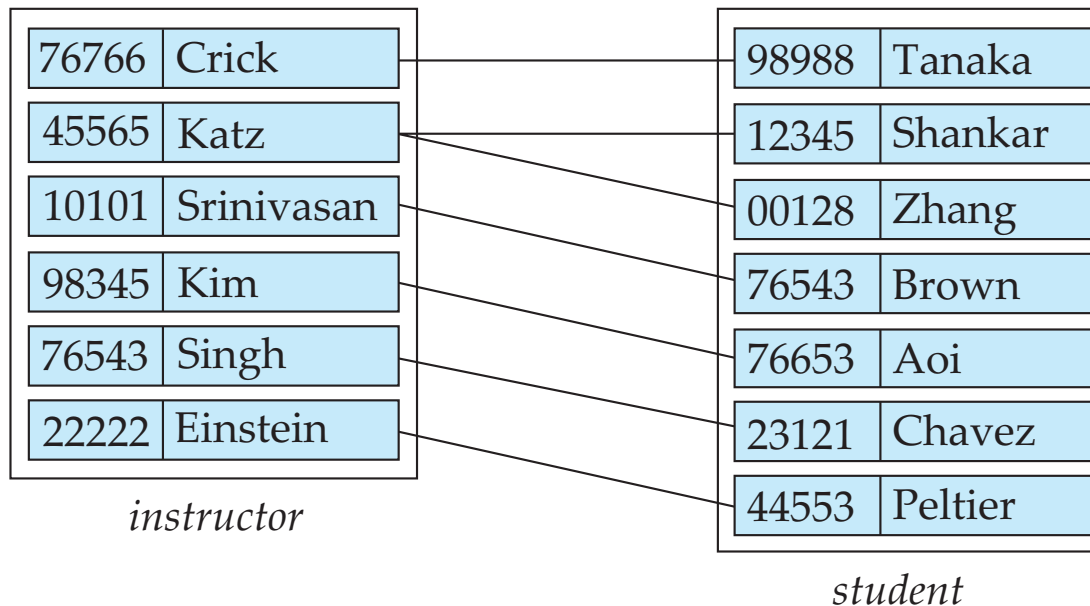 76766 Crick
45565 Katz
10101 Srinivasan
98345 Kim
76543 Singh
22222 Einstein
instructor
98988 Tanaka
12345 Shankar
00128 Zhang
76543 Brown
76653 Aoi
23121 Chavez
44553 Peltier
student